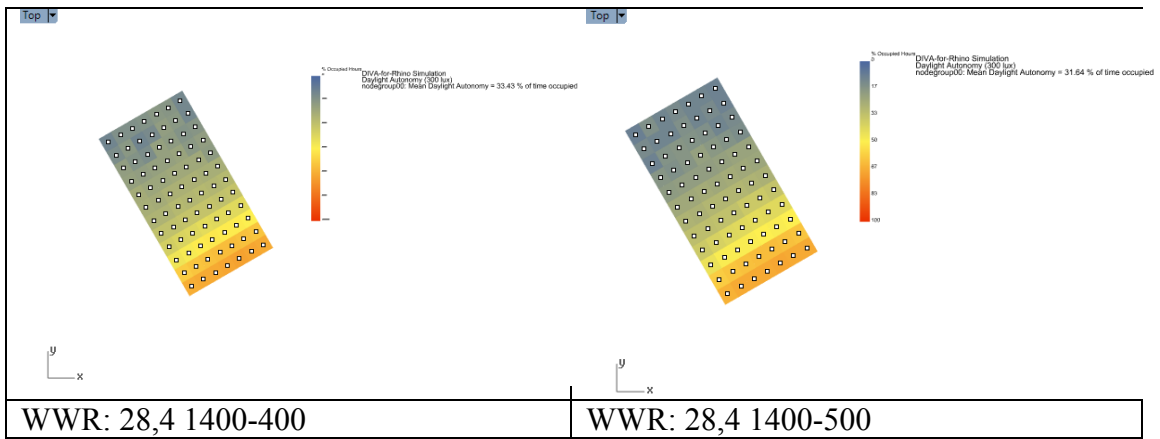 Top
% Occupied Hours
DIVA-for-Rhino Simulation
Daylight Autonomy (300 lux)
nodegroup00: Mean Daylight Autonomy = 33.43 % of time occupied
y
x
WWR: 28,4 1400-400
Top
% Occupied Hours
DIVA-for-Rhino Simulation
Daylight Autonomy (300 lux)
nodegroup00: Mean Daylight Autonomy = 31.64 % of time occupied
0
17
33
50
67
83
100
y
x
WWR: 28,4 1400-500